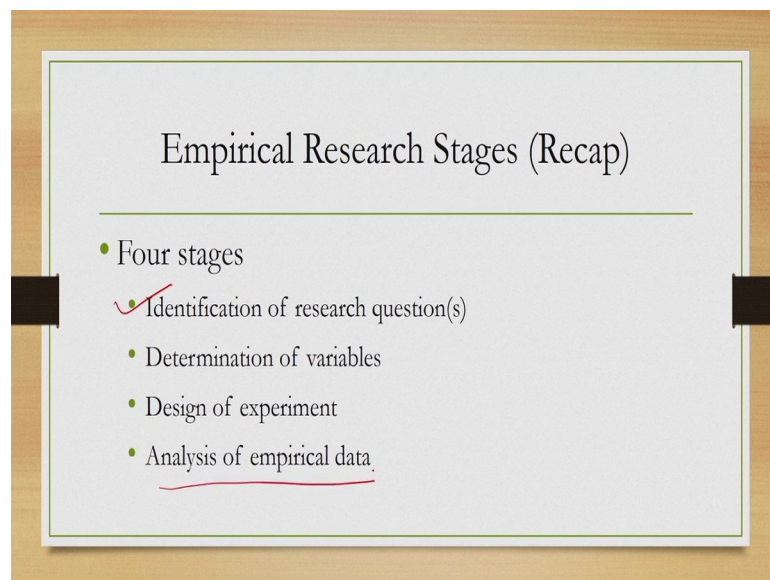 Empirical Research Stages (Recap)
Four stages
Identification of research question(s)
Determination of variables
Design of experiment
Analysis of empirical data